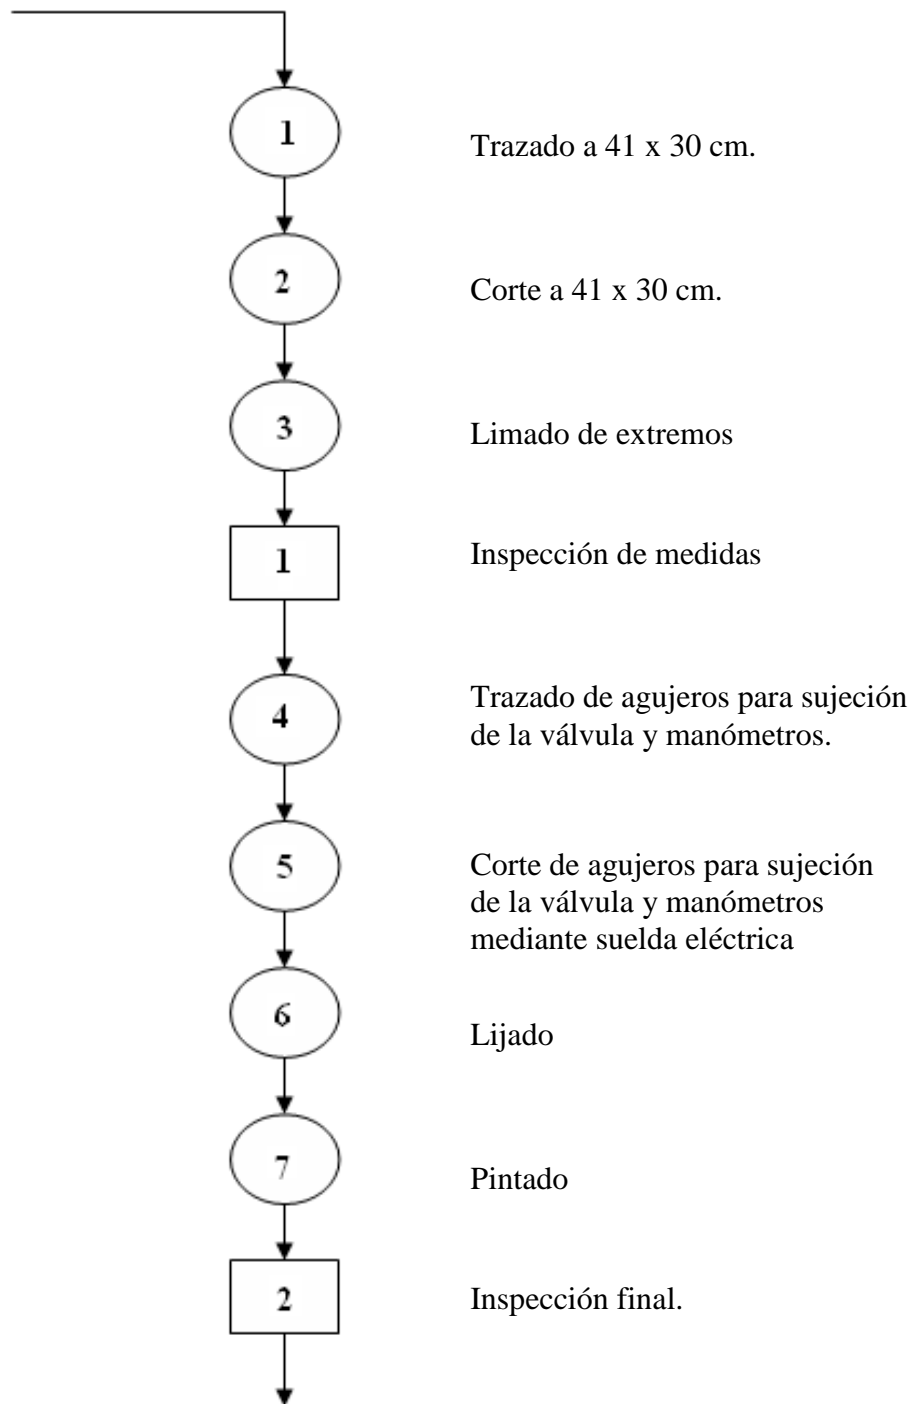 1
Trazado a 41 x 30 cm.
2
Corte a 41 x 30 cm.
3
Limado de extremos
1
Inspección de medidas
4
Trazado de agujeros para sujeción
de la válvula y manómetros.
5
Corte de agujeros para sujeción
de la válvula y manómetros
mediante suelda eléctrica
6
Lijado
7
Pintado
2
Inspección final.